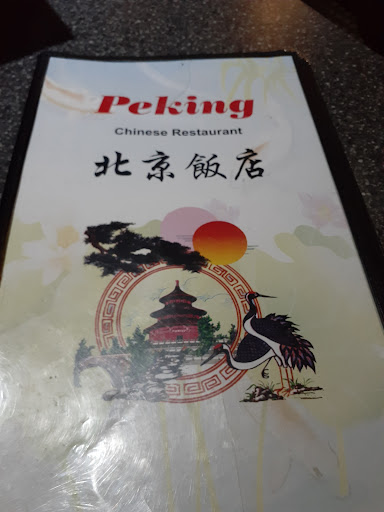 Peking
Chinese Restaurant
北京飯店